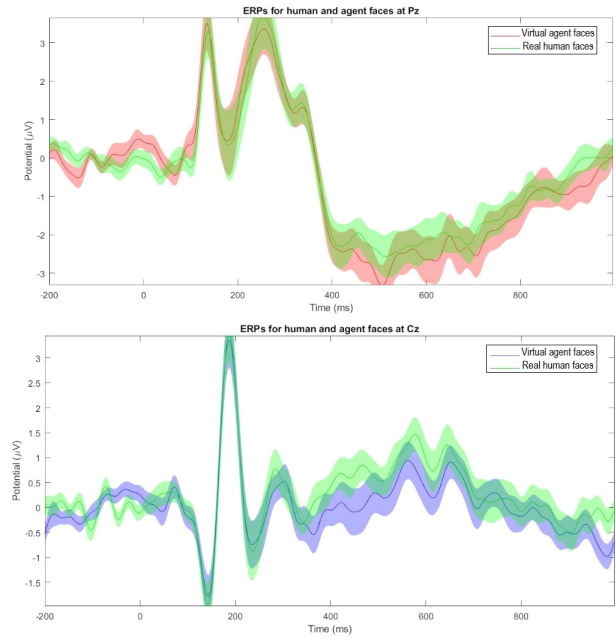 ERPs for human and agent faces at Pz
Virtual agent faces
Real human faces
Potential (μV)
3
2
1
0
-1
-2
-3
-200
0
200
400
600
800
Time (ms)
ERPs for human and agent faces at Cz
Virtual agent faces
Real human faces
Potential (μV)
3
2.5
2
1.5
1
0.5
0
-0.5
-1
-1.5
-200
0
200
400
600
800
Time (ms)